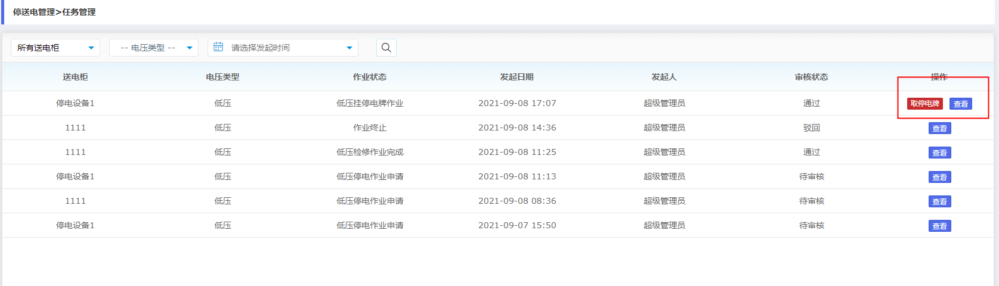 停送电管理>任务管理
所有送电柜 -- 电压类型 -- 请选择发起时间
送电柜 电压类型 作业状态 发起日期 发起人 审核状态 操作
停电设备1 低压 低压挂停电牌作业 2021-09-08 17:07 超级管理员 通过 取停电牌 查看
1111 低压 作业终止 2021-09-08 14:36 超级管理员 驳回 查看
1111 低压 低压检修作业完成 2021-09-08 11:25 超级管理员 通过 查看
停电设备1 低压 低压停电作业申请 2021-09-08 11:13 超级管理员 待审核 查看
1111 低压 低压停电作业申请 2021-09-08 08:36 超级管理员 待审核 查看
停电设备1 低压 低压停电作业申请 2021-09-07 15:50 超级管理员 待审核 查看